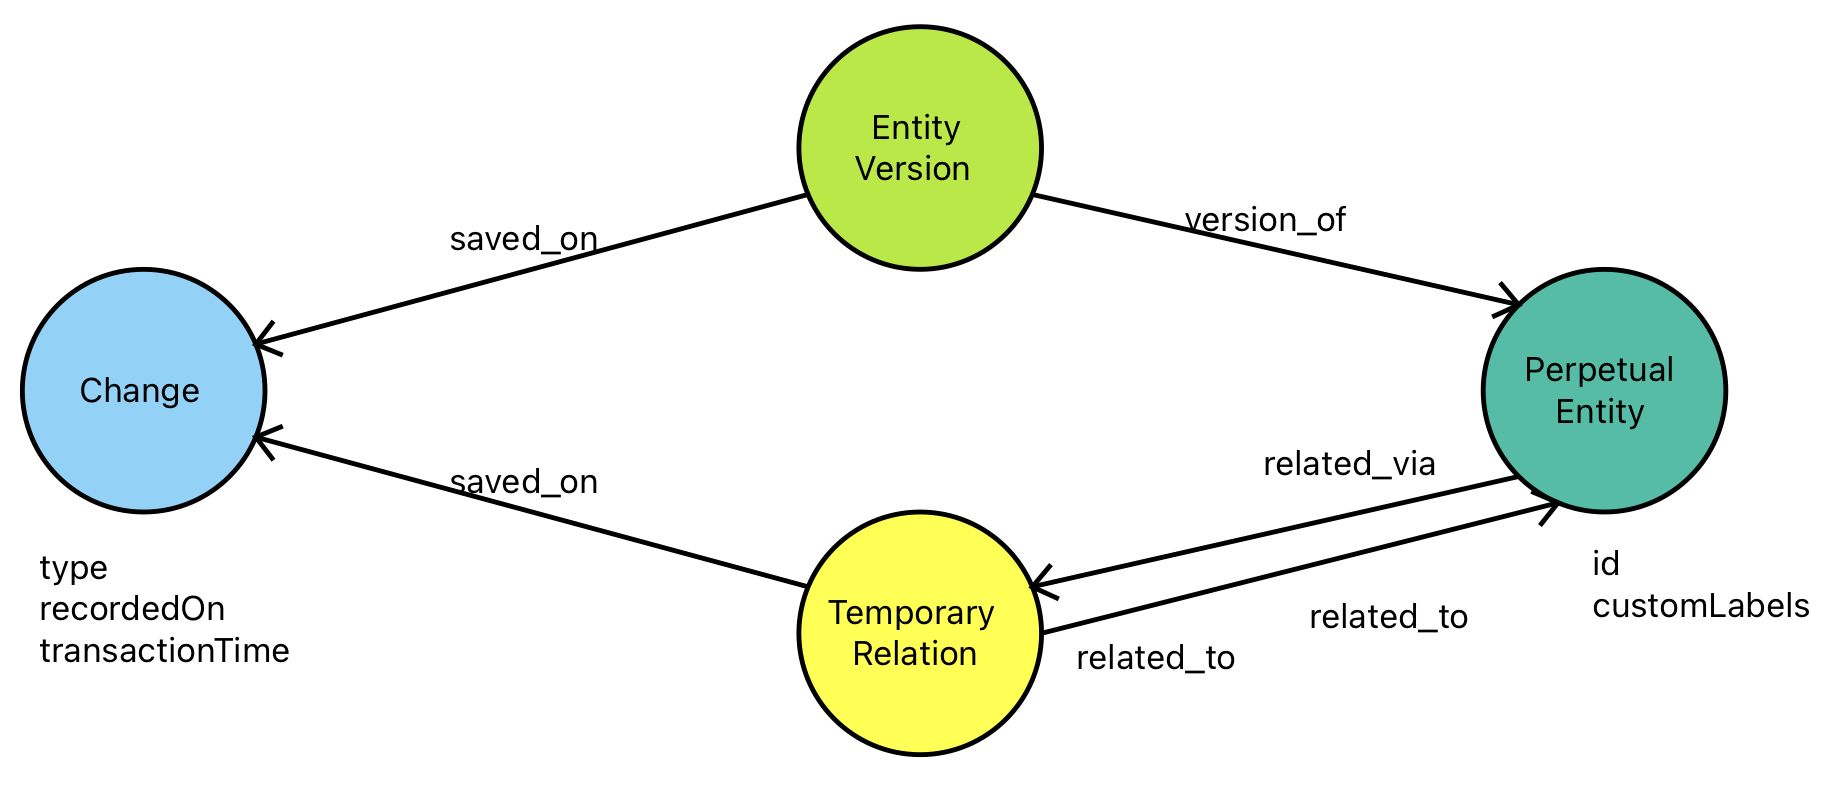 Entity
Version
saved_on
version_of
Change
Perpetual
Entity
related_via
saved_on
type
recordedOn
transactionTime
Temporary
Relation
id
customLabels
related_to
related_to